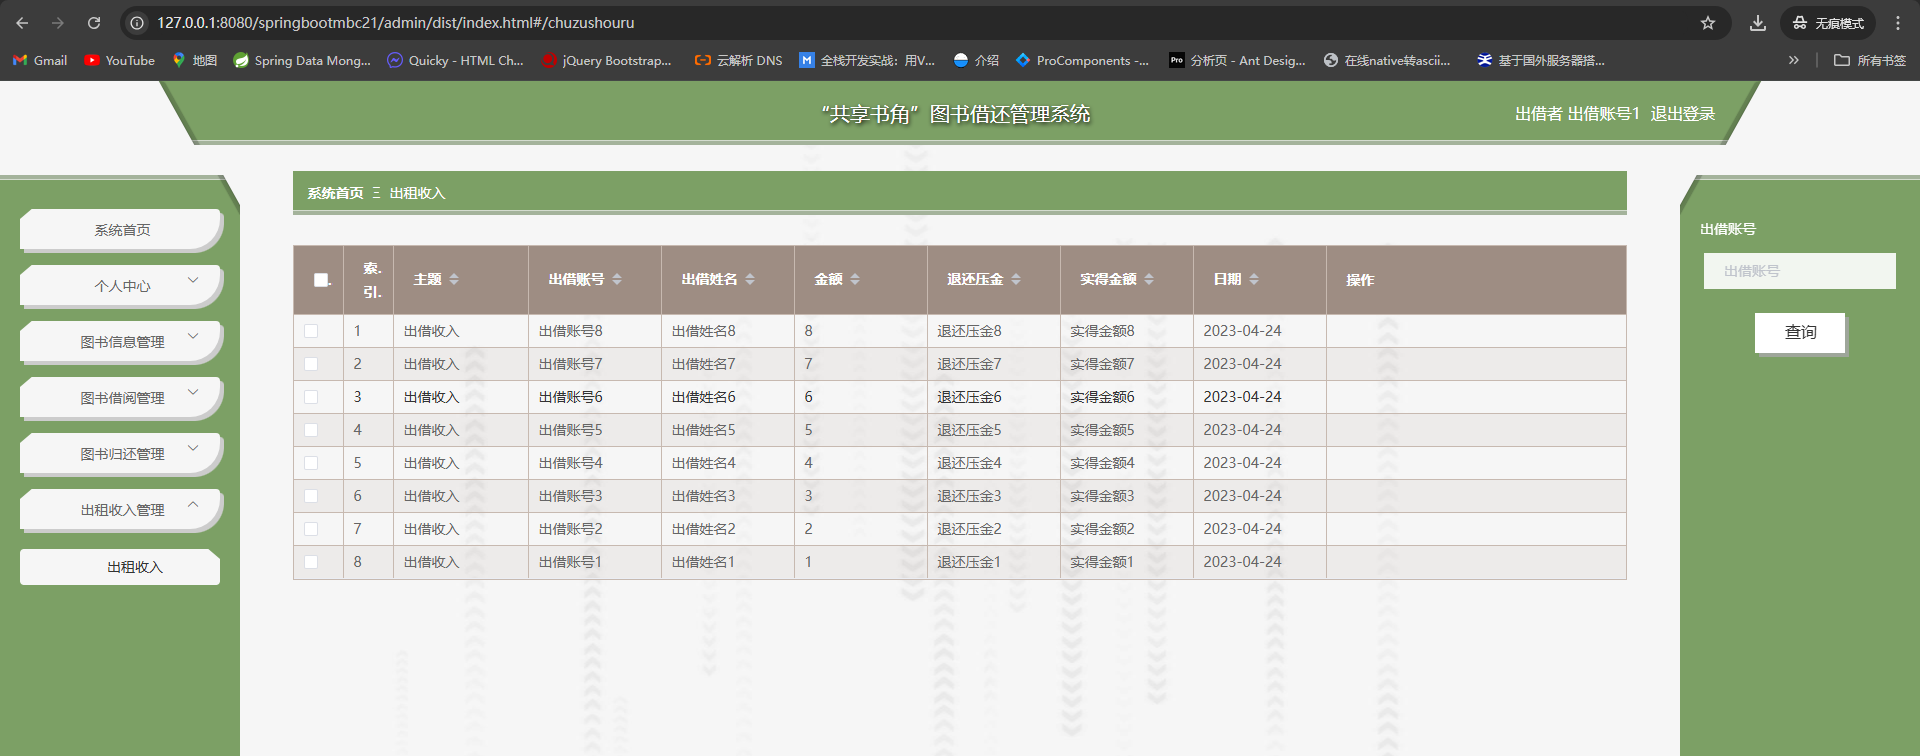 127.0.0.1:8080/springbootmbc21/admin/dist/index.html#/chuzushouru
无痕模式
Gmail YouTube 地图 Spring Data Mong... Quicky - HTML Ch... jQuery Bootstrap... 云解析 DNS 全栈开发实战：用V... 介绍 ProComponents -... Pro 分析页 - Ant Desig... 在线native转ascii... 基于国外服务器搭... 所有书签
“共享书角”图书借还管理系统
出借者 出借账号1 退出登录
系统首页
个人中心
图书信息管理
图书借阅管理
图书归还管理
出租收入管理
出租收入
系统首页 Ξ 出租收入
索引. 主题 出借账号 出借姓名 金额 退还压金 实得金额 日期 操作
1 出借收入 出借账号8 出借姓名8 8 退还压金8 实得金额8 2023-04-24
2 出借收入 出借账号7 出借姓名7 7 退还压金7 实得金额7 2023-04-24
3 出借收入 出借账号6 出借姓名6 6 退还压金6 实得金额6 2023-04-24
4 出借收入 出借账号5 出借姓名5 5 退还压金5 实得金额5 2023-04-24
5 出借收入 出借账号4 出借姓名4 4 退还压金4 实得金额4 2023-04-24
6 出借收入 出借账号3 出借姓名3 3 退还压金3 实得金额3 2023-04-24
7 出借收入 出借账号2 出借姓名2 2 退还压金2 实得金额2 2023-04-24
8 出借收入 出借账号1 出借姓名1 1 退还压金1 实得金额1 2023-04-24
出借账号
出借账号
查询